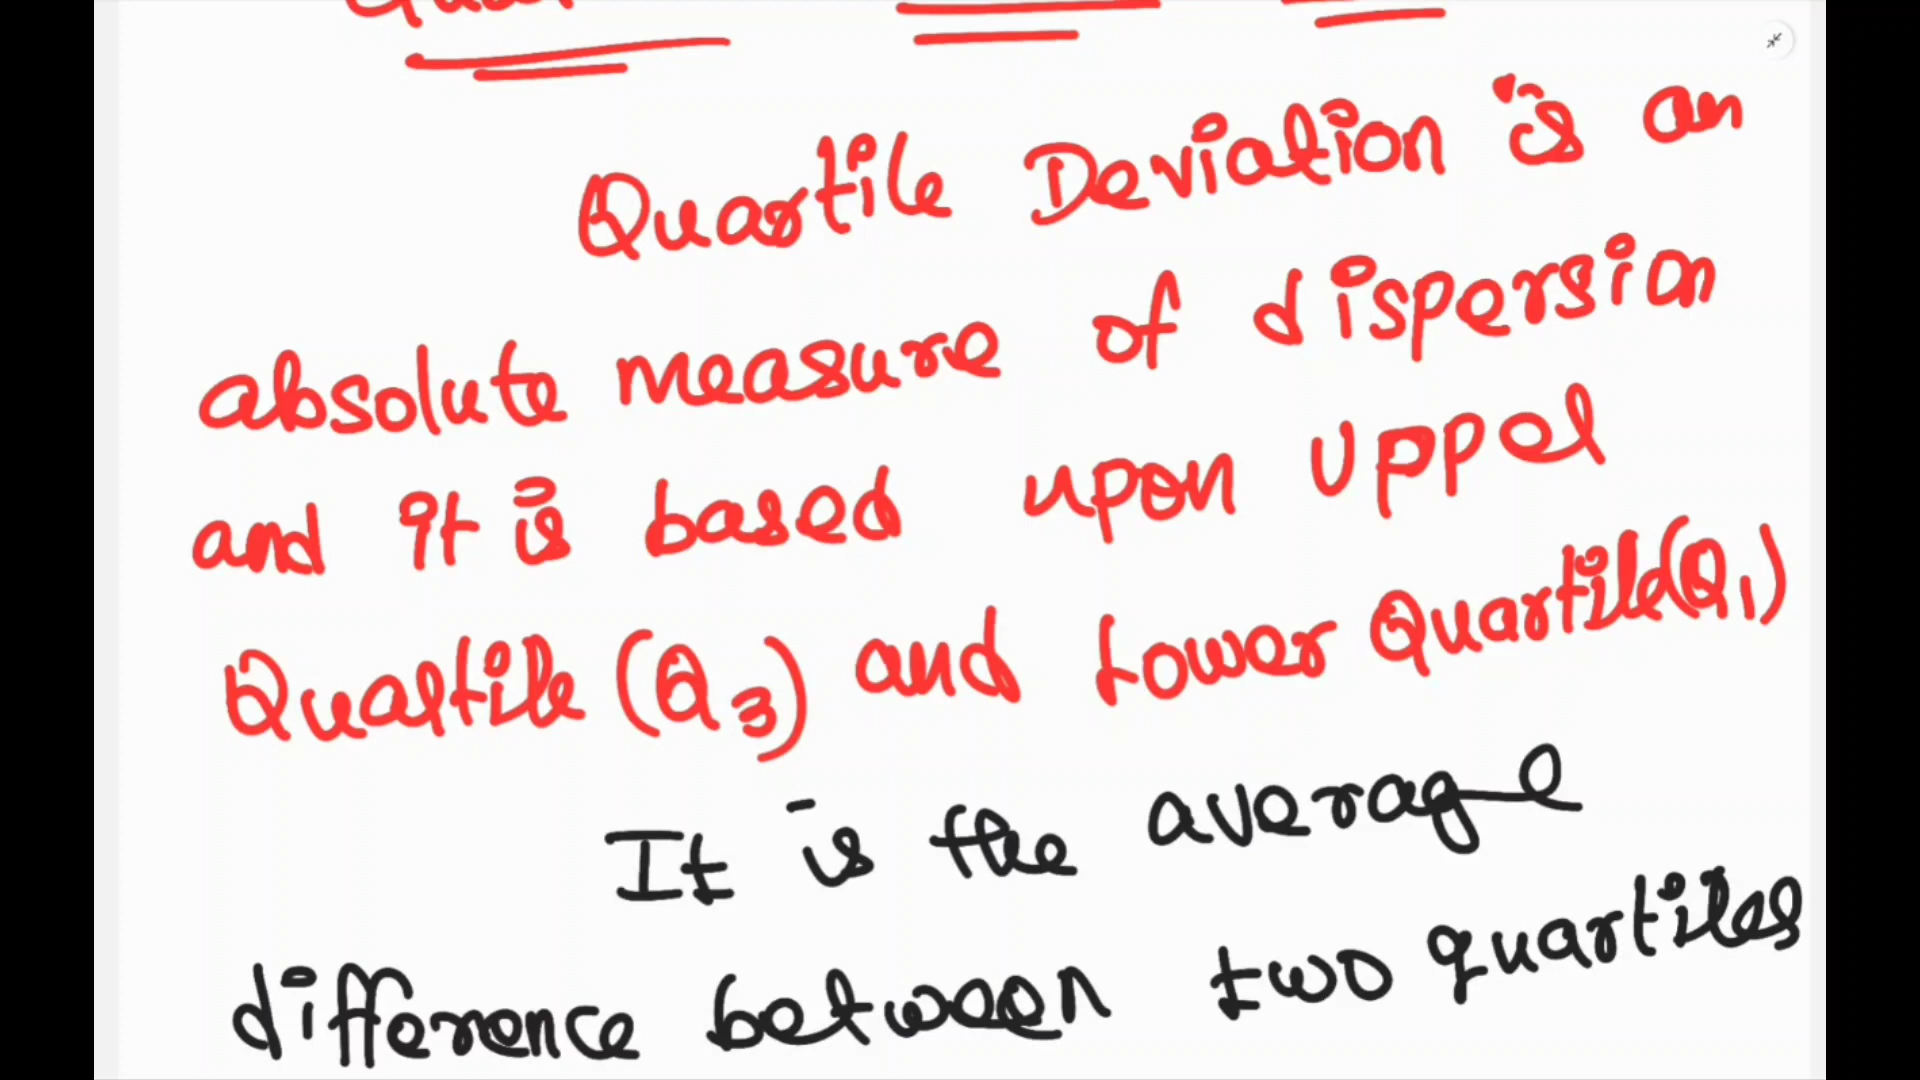 Quartile Deviation is an
absolute measure of dispersion
and it is based upon Upper
Quartile (Q3) and Lower Quartile(Q1)
It is the average
difference between two quartiles